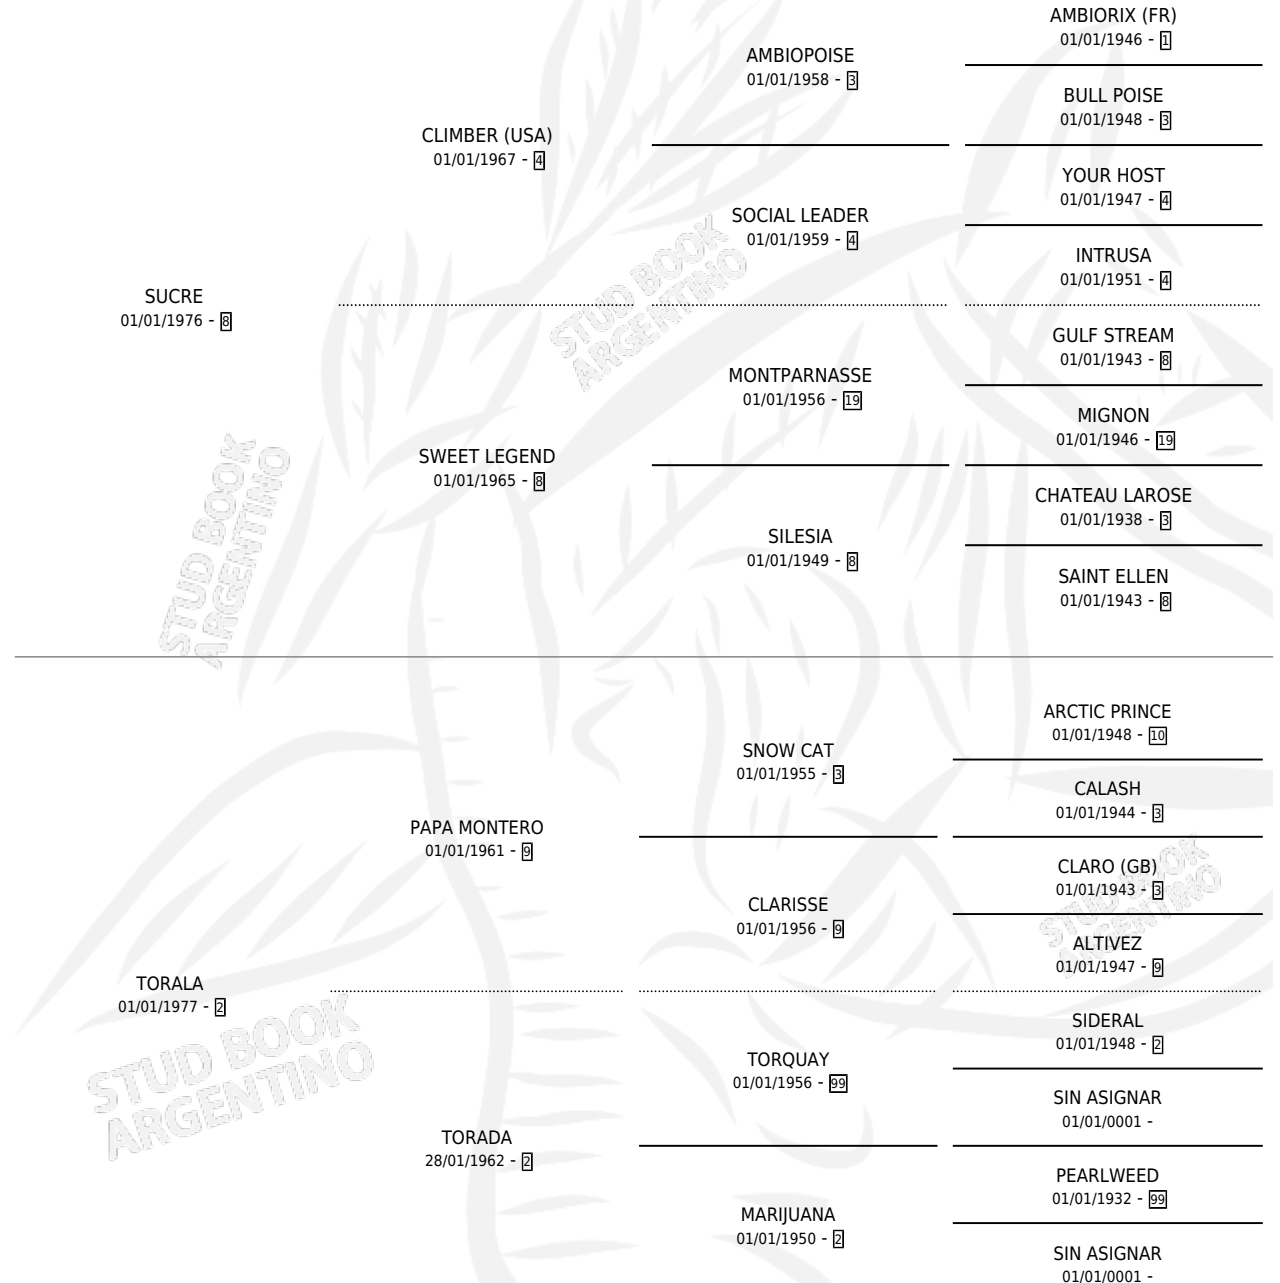 AMBIORIX (FR)
01/01/1946 - 1
AMBIOPOISE
01/01/1958 - 3
BULL POISE
01/01/1948 - 3
CLIMBER (USA)
01/01/1967 - 4
YOUR HOST
01/01/1947 - 4
SOCIAL LEADER
01/01/1959 - 4
INTRUSA
01/01/1951 - 4
SUCRE
01/01/1976 - 8
GULF STREAM
01/01/1943 - 8
MONTPARNASSE
01/01/1956 - 19
MIGNON
01/01/1946 - 19
SWEET LEGEND
01/01/1965 - 8
CHATEAU LAROSE
01/01/1938 - 3
SILESIA
01/01/1949 - 8
SAINT ELLEN
01/01/1943 - 8
ARCTIC PRINCE
01/01/1948 - 10
SNOW CAT
01/01/1955 - 3
CALASH
01/01/1944 - 3
PAPA MONTERO
01/01/1961 - 9
CLARO (GB)
01/01/1943 - 3
CLARISSE
01/01/1956 - 9
ALTIVEZ
01/01/1947 - 9
TORALA
01/01/1977 - 2
SIDERAL
01/01/1948 - 2
TORQUAY
01/01/1956 - 99
SIN ASIGNAR
01/01/0001 -
TORADA
28/01/1962 - 2
PEARLWEED
01/01/1932 - 99
MARIJUANA
01/01/1950 - 2
SIN ASIGNAR
01/01/0001 -
STUD BOOK
ARGENTINO
STUD BOOK
ARGENTINO
STUD BOOK
ARGENTINO
STUD BOOK
ARGENTINO